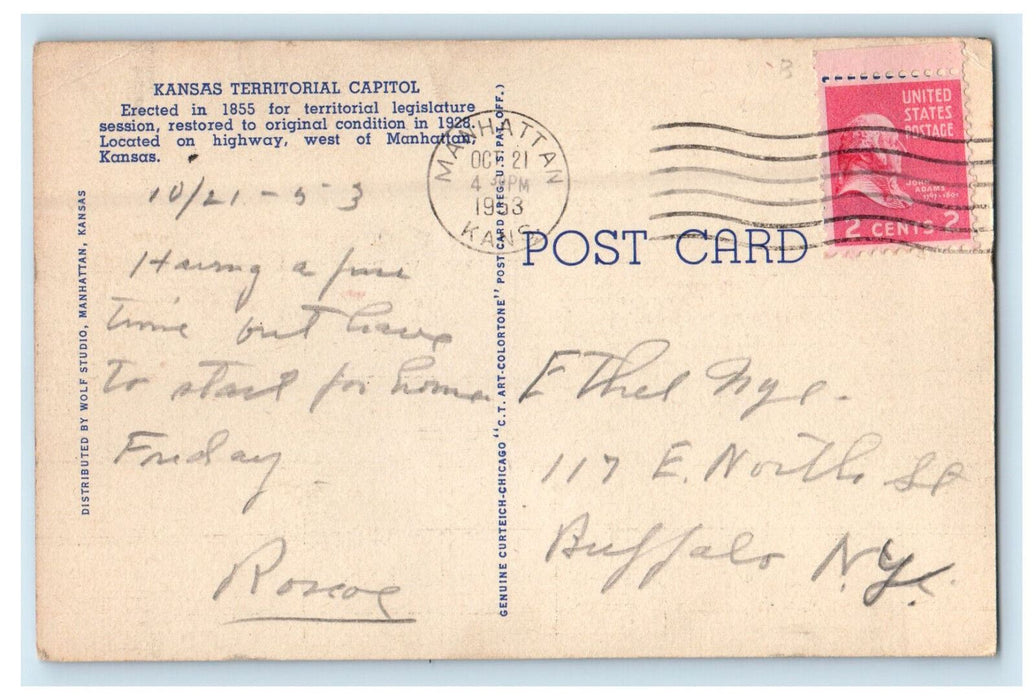 KANSAS TERRITORIAL CAPITOL
Erected in 1855 for territorial legislature
session, restored to original condition in 1928.
Located on highway, west of Manhattan,
Kansas.
10/21-53
Having a fine
time but have
to start for home
Friday
Roscoe
DISTRIBUTED BY WOLF STUDIO, MANHATTAN, KANSAS
GENUINE CURTEICH-CHICAGO "C.T. ART-COLORTONE" POST CARD (REG. U.S. PAT. OFF.)
MANHATTAN
OCT 21
4 30PM
1953
KANS.
UNITED
STATES
POSTAGE
JOHN
ADAMS
1797-1801
2 CENTS 2
POST CARD
Ethel Nye.
117 E. North St
Buffalo N.Y.